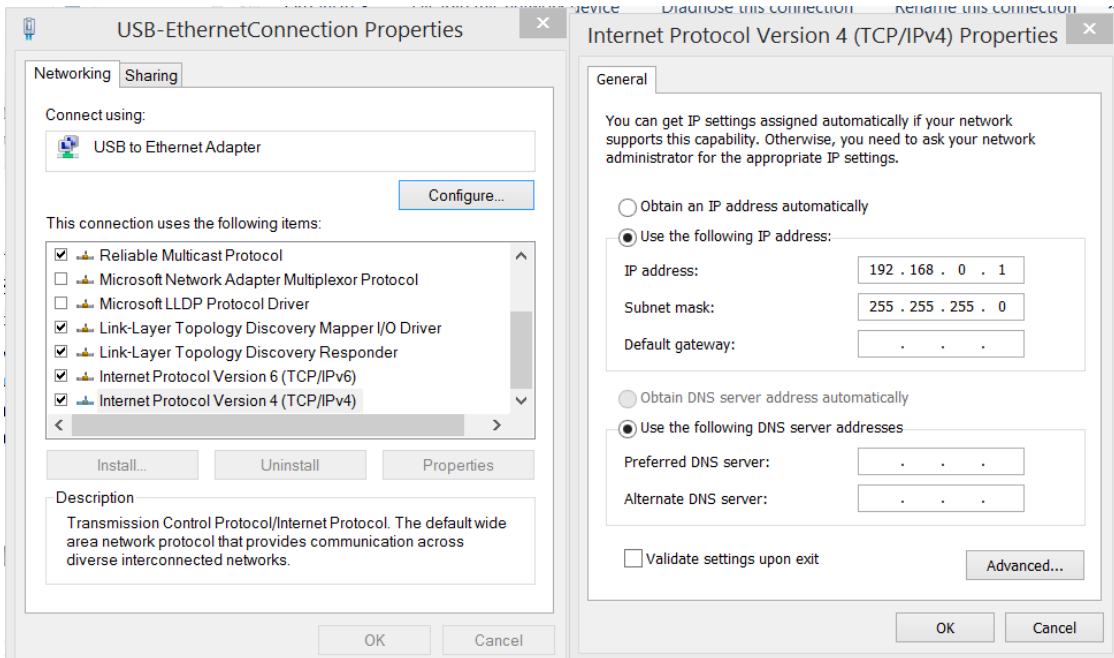 device
Diagnose this connection
Rename this connection
USB-EthernetConnection Properties
Networking
Sharing
Connect using:
USB to Ethernet Adapter
Configure...
This connection uses the following items:
Reliable Multicast Protocol
Microsoft Network Adapter Multiplexor Protocol
Microsoft LLDP Protocol Driver
Link-Layer Topology Discovery Mapper I/O Driver
Link-Layer Topology Discovery Responder
Internet Protocol Version 6 (TCP/IPv6)
Internet Protocol Version 4 (TCP/IPv4)
Install...
Uninstall
Properties
Description
Transmission Control Protocol/Internet Protocol. The default wide
area network protocol that provides communication across
diverse interconnected networks.
OK
Cancel
Internet Protocol Version 4 (TCP/IPv4) Properties
General
You can get IP settings assigned automatically if your network
supports this capability. Otherwise, you need to ask your network
administrator for the appropriate IP settings.
Obtain an IP address automatically
Use the following IP address:
IP address:
192 . 168 . 0 . 1
Subnet mask:
255 . 255 . 255 . 0
Default gateway:
. . .
Obtain DNS server address automatically
Use the following DNS server addresses
Preferred DNS server:
. . .
Alternate DNS server:
. . .
Validate settings upon exit
Advanced...
OK
Cancel